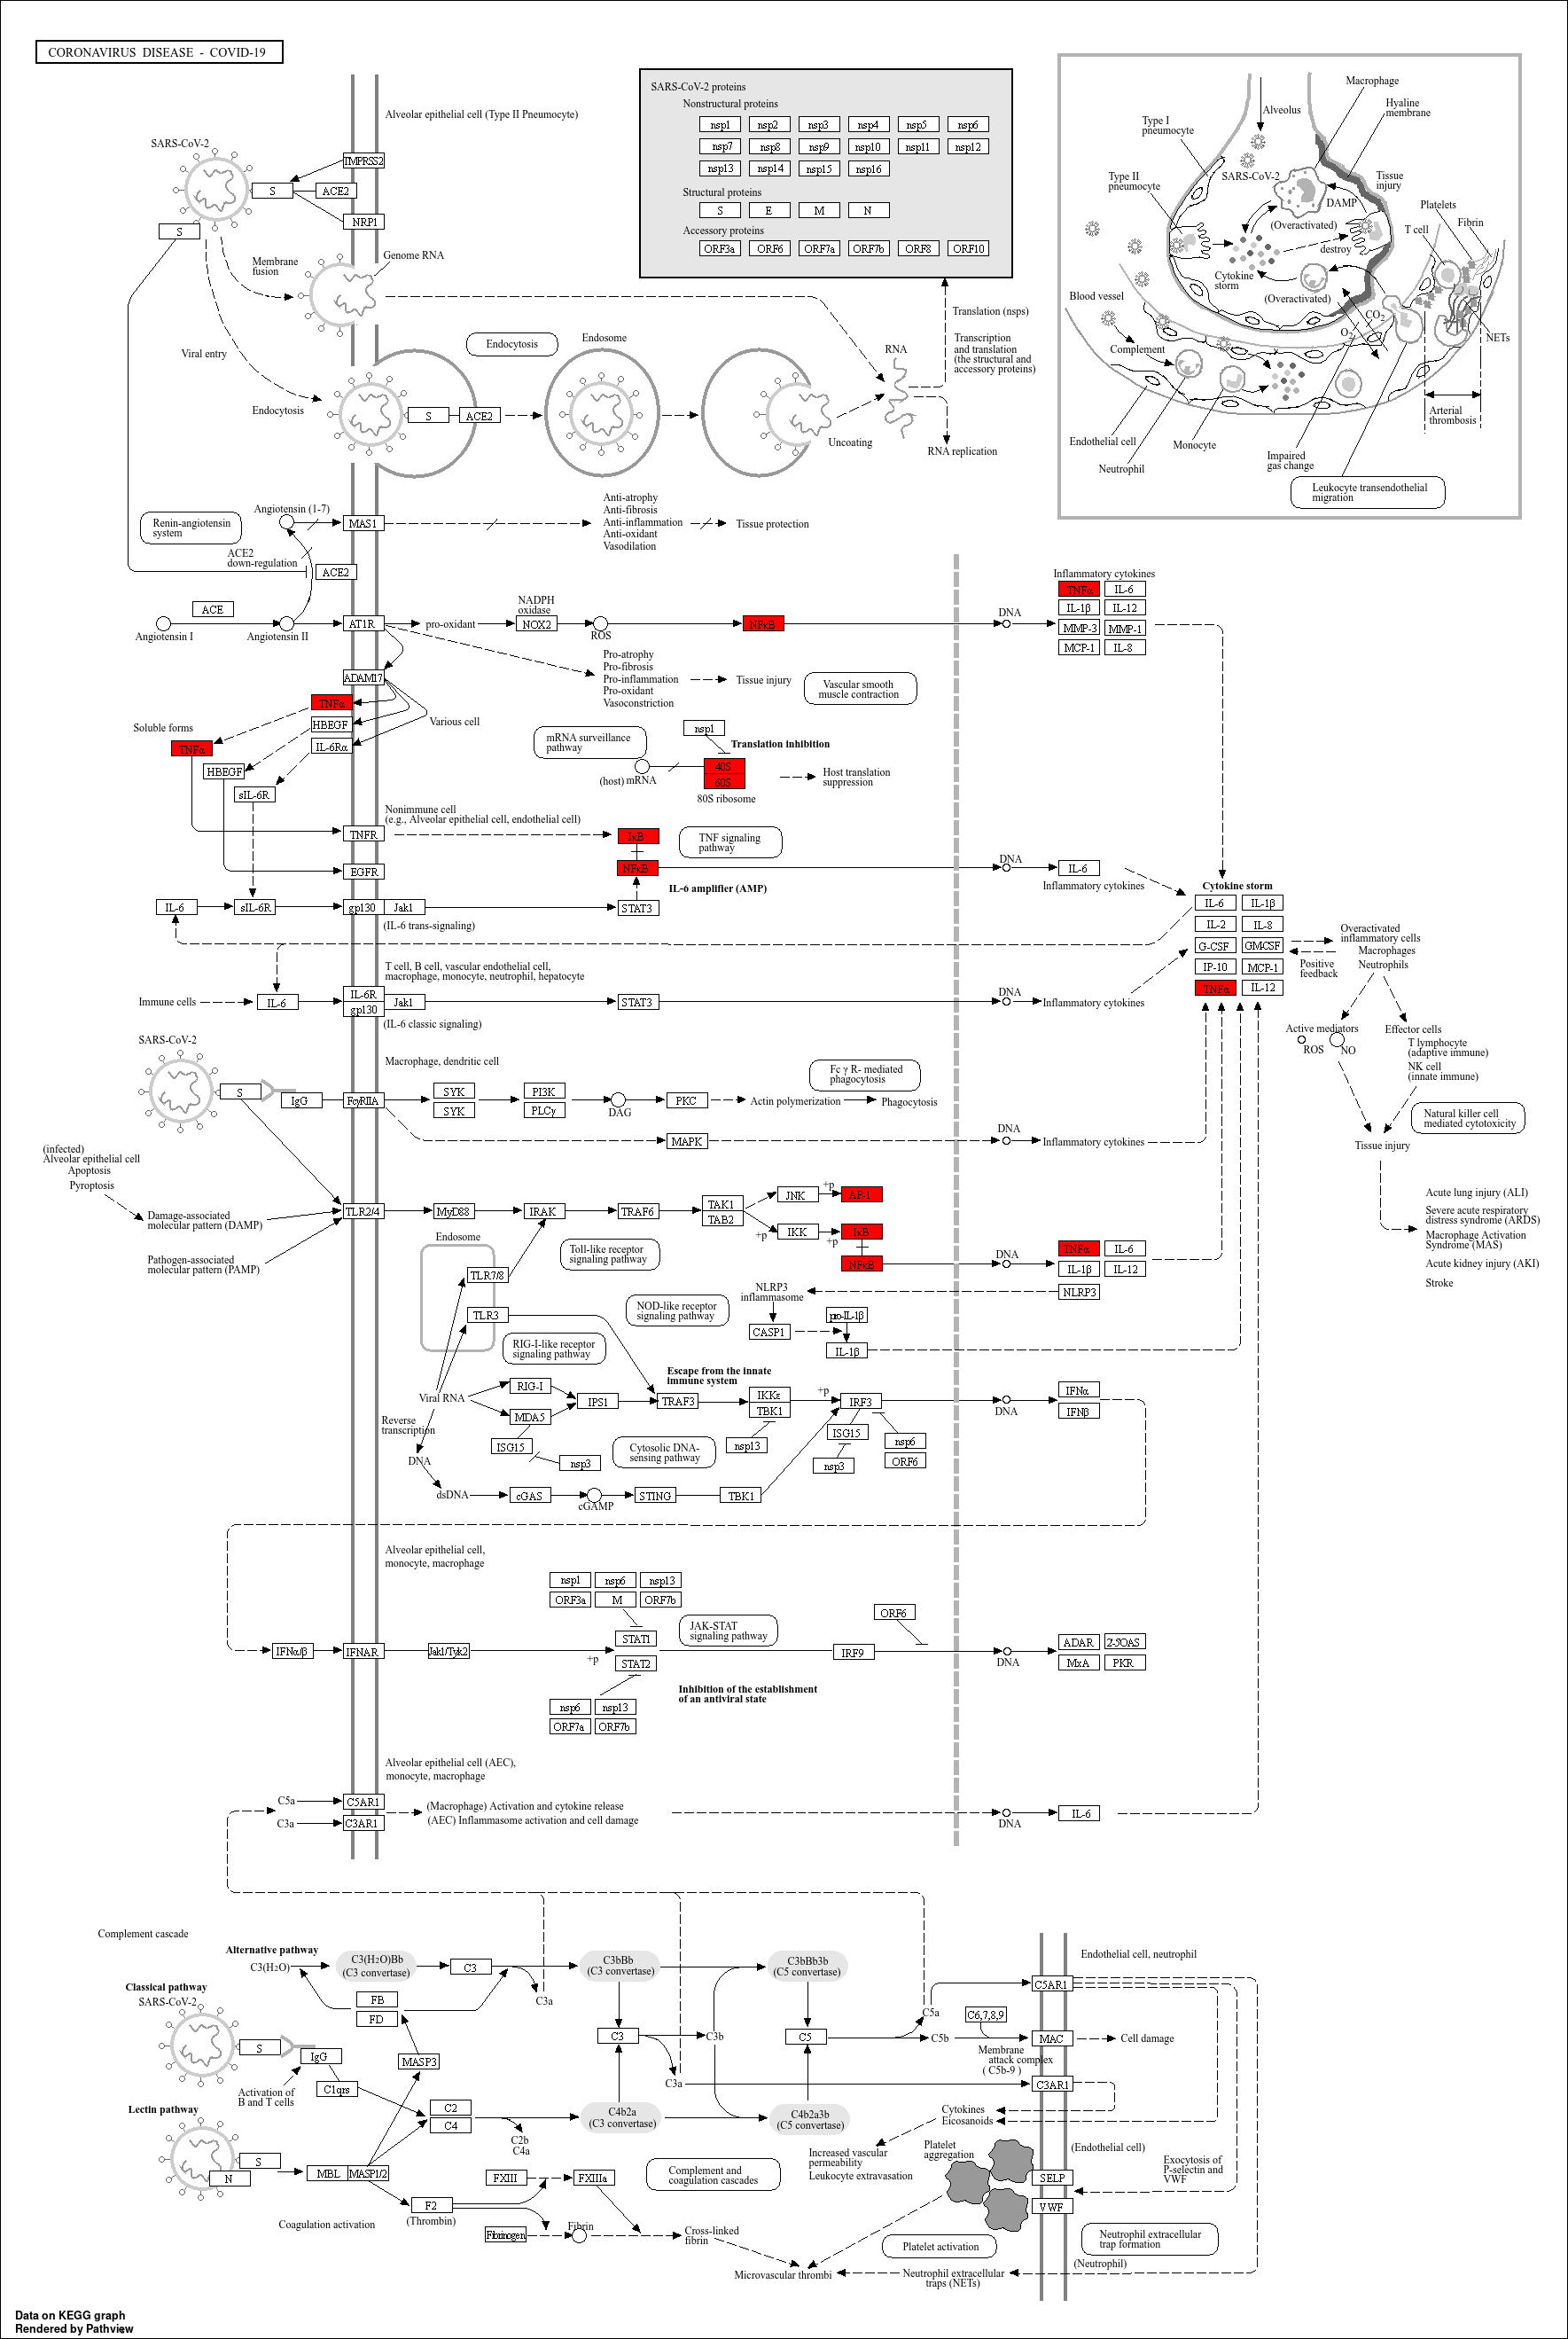 CORONAVIRUS DISEASE - COVID-19
Alveolar epithelial cell (Type II Pneumocyte)
SARS-CoV-2
TMPRSS2
S
ACE2
NRP1
S
Membrane
fusion
Genome RNA
Viral entry
Endocytosis
Endocytosis
Endosome
S
ACE2
Uncoating
RNA
RNA replication
Translation (nsps)
Transcription
and translation
(the structural and
accessory proteins)
SARS-CoV-2 proteins
Nonstructural proteins
nsp1 nsp2 nsp3 nsp4 nsp5 nsp6
nsp7 nsp8 nsp9 nsp10 nsp11 nsp12
nsp13 nsp14 nsp15 nsp16
Structural proteins
S E M N
Accessory proteins
ORF3a ORF6 ORF7a ORF7b ORF8 ORF10
Macrophage
Hyaline
membrane
Alveolus
Type I
pneumocyte
Type II
pneumocyte
SARS-CoV-2
Tissue
injury
DAMP
Platelets
Fibrin
T cell
(Overactivated)
destroy
Cytokine
storm
(Overactivated)
Blood vessel
CO2
O2
NETs
Complement
Arterial
thrombosis
Endothelial cell
Neutrophil
Monocyte
Impaired
gas change
Leukocyte transendothelial
migration
Renin-angiotensin
system
Angiotensin (1-7)
MAS1
ACE2
down-regulation
ACE2
Anti-atrophy
Anti-fibrosis
Anti-inflammation
Anti-oxidant
Vasodilation
Tissue protection
ACE
Angiotensin I
Angiotensin II
AT1R
pro-oxidant
NADPH
oxidase
NOX2
ROS
NFκB
DNA
Inflammatory cytokines
TNFα IL-6
IL-1β IL-12
MMP-3 MMP-1
MCP-1 IL-8
Pro-atrophy
Pro-fibrosis
Pro-inflammation
Pro-oxidant
Vasoconstriction
Tissue injury
Vascular smooth
muscle contraction
ADAM17
TNFα
HBEGF
IL-6Rα
Various cell
Soluble forms
TNFα
HBEGF
sIL-6R
mRNA surveillance
pathway
nsp1
Translation inhibition
(host) mRNA
40S
60S
80S ribosome
Host translation
suppression
Nonimmune cell
(e.g., Alveolar epithelial cell, endothelial cell)
TNFR
IκB
TNF signaling
pathway
EGFR
NFκB
DNA
IL-6
Inflammatory cytokines
IL-6 amplifier (AMP)
IL-6
sIL-6R
gp130
Jak1
STAT3
(IL-6 trans-signaling)
Cytokine storm
IL-6 IL-1β
IL-2 IL-8
G-CSF GMCSF
IP-10 MCP-1
TNFα IL-12
Positive
feedback
Overactivated
inflammatory cells
Macrophages
Neutrophils
Active mediators
ROS
NO
Effector cells
T lymphocyte
(adaptive immune)
NK cell
(innate immune)
Natural killer cell
mediated cytotoxicity
Tissue injury
Acute lung injury (ALI)
Severe acute respiratory
distress syndrome (ARDS)
Macrophage Activation
Syndrome (MAS)
Acute kidney injury (AKI)
Stroke
T cell, B cell, vascular endothelial cell,
macrophage, monocyte, neutrophil, hepatocyte
Immune cells
IL-6
IL-6R
gp130
Jak1
STAT3
DNA
Inflammatory cytokines
(IL-6 classic signaling)
SARS-CoV-2
Macrophage, dendritic cell
S
IgG
FcγRIIA
SYK
SYK
PI3K
PLCγ
DAG
PKC
Actin polymerization
Phagocytosis
Fc γ R- mediated
phagocytosis
MAPK
DNA
Inflammatory cytokines
(infected)
Alveolar epithelial cell
Apoptosis
Pyroptosis
Damage-associated
molecular pattern (DAMP)
Pathogen-associated
molecular pattern (PAMP)
TLR2/4
MyD88
IRAK
TRAF6
TAK1
TAB2
JNK
+p
AP-1
IKK
+p
+p
IκB
NFκB
DNA
TNFα IL-6
IL-1β IL-12
NLRP3
Endosome
TLR7/8
TLR3
Toll-like receptor
signaling pathway
NOD-like receptor
signaling pathway
NLRP3
inflammasome
CASP1
pro-IL-1β
IL-1β
RIG-I-like receptor
signaling pathway
Escape from the innate
immune system
Viral RNA
RIG-I
MDA5
IPS1
TRAF3
IKKε
TBK1
+p
IRF3
DNA
IFNα
IFNβ
Reverse
transcription
ISG15
nsp3
Cytosolic DNA-
sensing pathway
nsp13
ISG15
nsp3
nsp6
ORF6
DNA
dsDNA
cGAS
cGAMP
STING
TBK1
Alveolar epithelial cell,
monocyte, macrophage
nsp1 nsp6 nsp13
ORF3a M ORF7b
JAK-STAT
signaling pathway
ORF6
IFNα/β
IFNAR
Jak1/Tyk2
+p
STAT1
STAT2
IRF9
DNA
ADAR 2-5OAS
MxA PKR
nsp6 nsp13
ORF7a ORF7b
Inhibition of the establishment
of an antiviral state
Alveolar epithelial cell (AEC),
monocyte, macrophage
C5a
C5AR1
C3a
C3AR1
(Macrophage) Activation and cytokine release
(AEC) Inflammasome activation and cell damage
DNA
IL-6
Complement cascade
Alternative pathway
C3(H2O)
C3(H2O)Bb
(C3 convertase)
C3
C3a
C3bBb
(C3 convertase)
C3bBb3b
(C5 convertase)
Endothelial cell, neutrophil
C5AR1
Classical pathway
SARS-CoV-2
FB
FD
S
IgG
C1qrs
MASP3
Activation of
B and T cells
C3
C3b
C3a
C5
C5a
C5b
C6,7,8,9
MAC
Cell damage
Membrane
attack complex
( C5b-9 )
C3AR1
Lectin pathway
C2
C4
C2b
C4a
C4b2a
(C3 convertase)
C4b2a3b
(C5 convertase)
Cytokines
Eicosanoids
S
N
MBL
MASP1/2
Increased vascular
permeability
Leukocyte extravasation
Platelet
aggregation
(Endothelial cell)
SELP
VWF
Exocytosis of
P-selectin and
VWF
FXIII
FXIIIa
Complement and
coagulation cascades
F2
(Thrombin)
Coagulation activation
Fibrinogen
Fibrin
Cross-linked
fibrin
Platelet activation
Neutrophil extracellular
trap formation
(Neutrophil)
Microvascular thrombi
Neutrophil extracellular
traps (NETs)
Data on KEGG graph
Rendered by Pathview